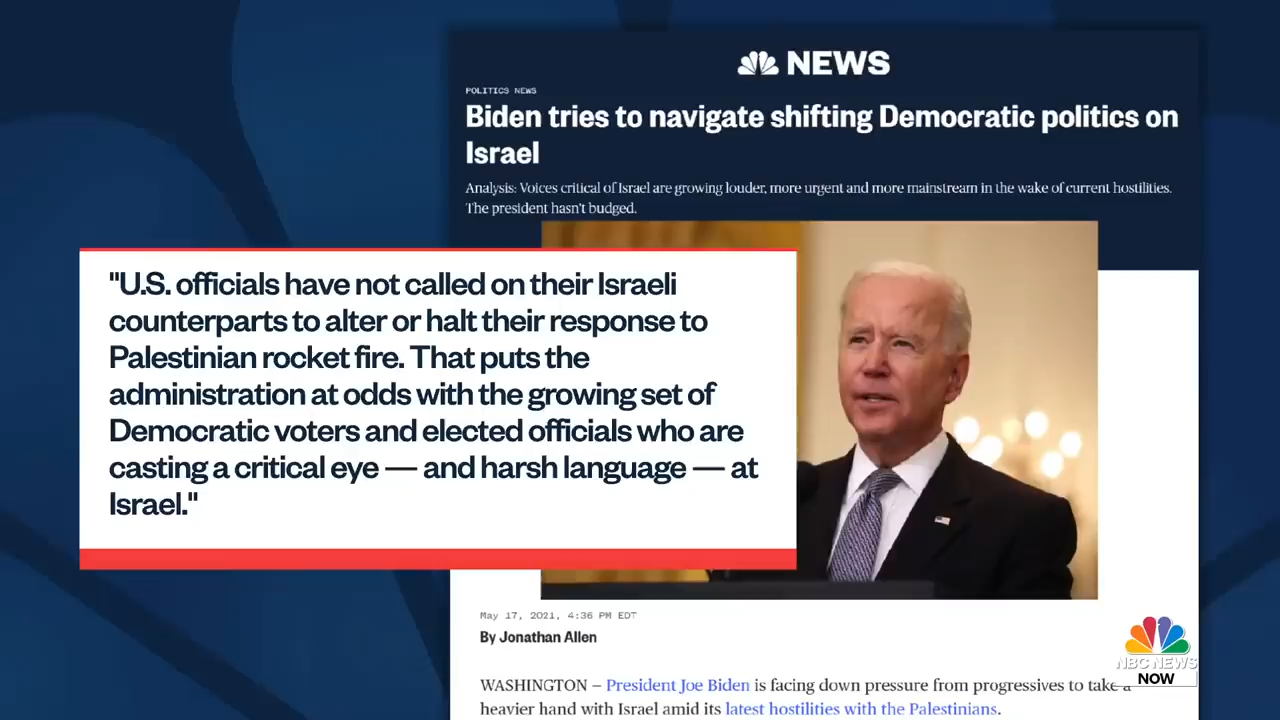 NEWS
POLITICS NEWS
Biden tries to navigate shifting Democratic politics on
Israel
Analysis: Voices critical of Israel are growing louder, more urgent and more mainstream in the wake of current hostilities.
The president hasn't budged.
"U.S. officials have not called on their Israeli
counterparts to alter or halt their response to
Palestinian rocket fire. That puts the
administration at odds with the growing set of
Democratic voters and elected officials who are
casting a critical eye — and harsh language — at
Israel."
May 17, 2021, 4:36 PM EDT
By Jonathan Allen
WASHINGTON — President Joe Biden is facing down pressure from progressives to take a
heavier hand with Israel amid its latest hostilities with the Palestinians.
NBC NEWS
NOW